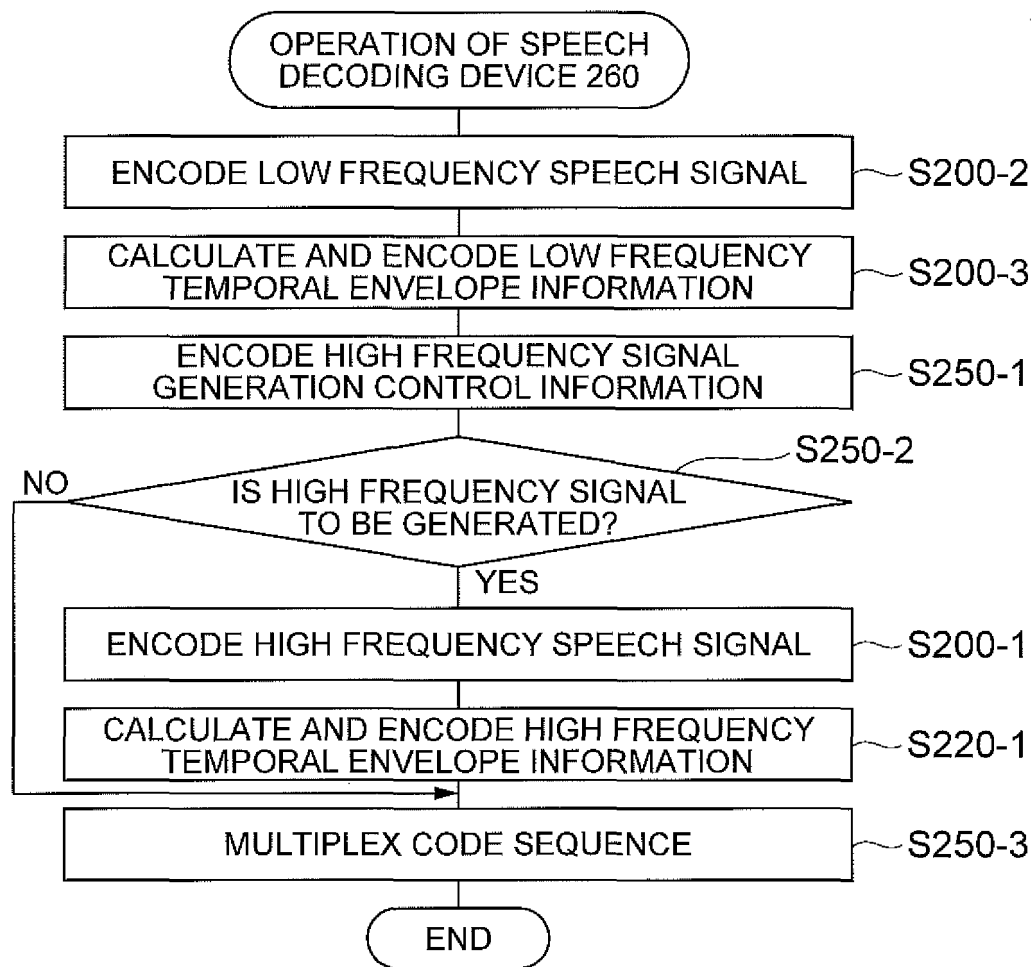 OPERATION OF SPEECH
DECODING DEVICE 260
ENCODE LOW FREQUENCY SPEECH SIGNAL
S200-2
CALCULATE AND ENCODE LOW FREQUENCY
TEMPORAL ENVELOPE INFORMATION
S200-3
ENCODE HIGH FREQUENCY SIGNAL
GENERATION CONTROL INFORMATION
S250-1
S250-2
NO
IS HIGH FREQUENCY SIGNAL
TO BE GENERATED?
YES
ENCODE HIGH FREQUENCY SPEECH SIGNAL
S200-1
CALCULATE AND ENCODE HIGH FREQUENCY
TEMPORAL ENVELOPE INFORMATION
S220-1
MULTIPLEX CODE SEQUENCE
S250-3
END